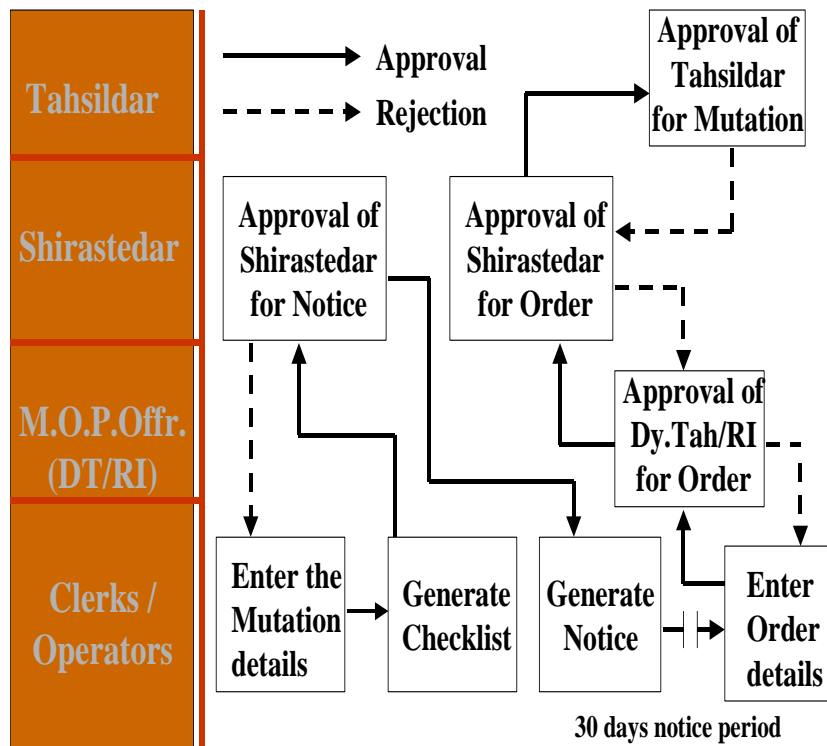 Tahsildar
Shirastedar
M.O.P.Offr.
(DT/RI)
Clerks /
Operators
Approval
Rejection
Approval of
Tahsildar
for Mutation
Approval of
Shirastedar
for Notice
Approval of
Shirastedar
for Order
Approval of
Dy.Tah/RI
for Order
Enter the
Mutation
details
Generate
Checklist
Generate
Notice
Enter
Order
details
30 days notice period